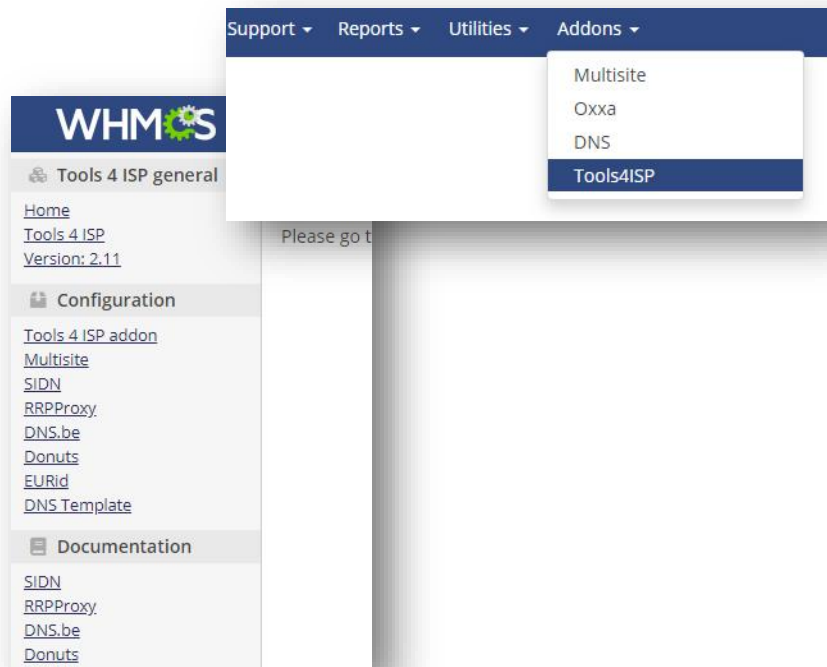 Support Reports Utilities Addons
Multisite
Oxxa
DNS
Tools4ISP
WHMCS
Tools 4 ISP general
Home
Tools 4 ISP
Version: 2.11
Please go t
Configuration
Tools 4 ISP addon
Multisite
SIDN
RRPProxy
DNS.be
Donuts
EURid
DNS Template
Documentation
SIDN
RRPProxy
DNS.be
Donuts